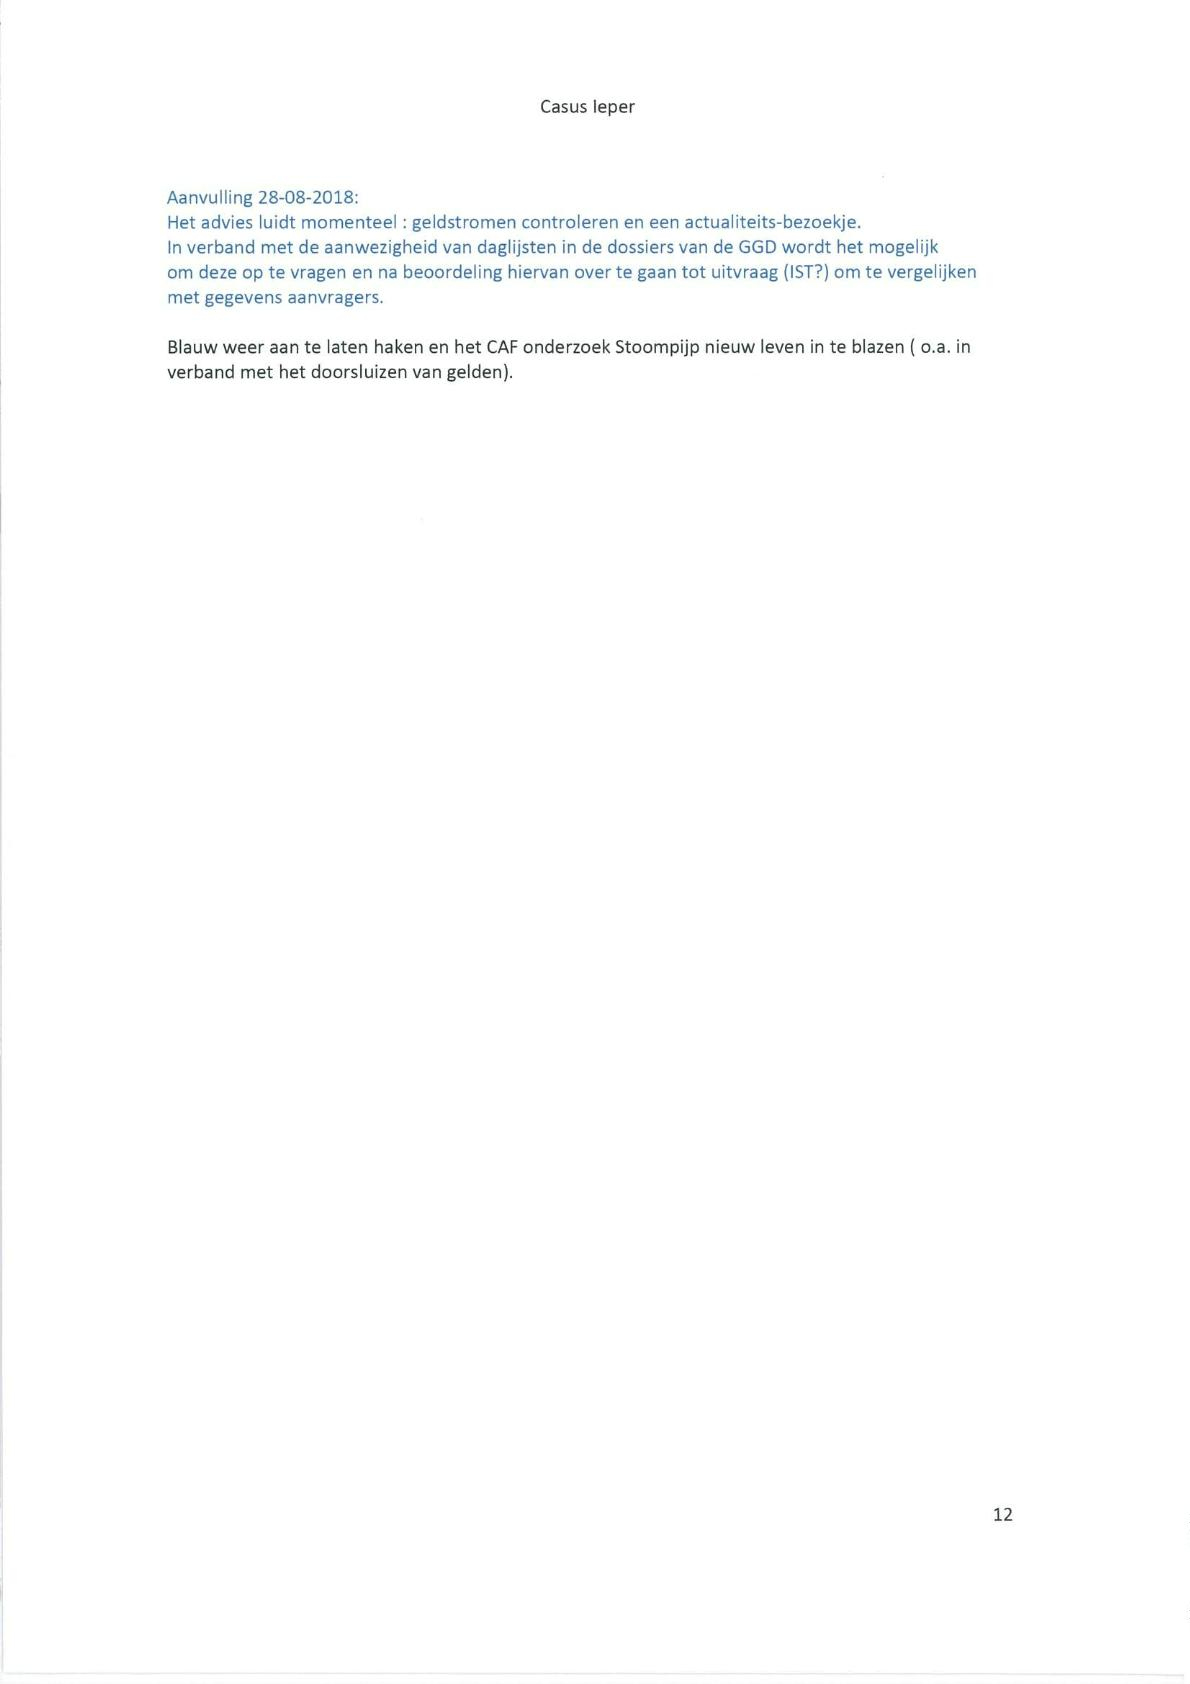 Casus Ieper
Aanvulling 28-08-2018:
Het advies luidt momenteel : geldstromen controleren en een actualiteits-bezoekje.
In verband met de aanwezigheid van daglijsten in de dossiers van de GGD wordt het mogelijk
om deze op te vragen en na beoordeling hiervan over te gaan tot uitvraag (IST?) om te vergelijken
met gegevens aanvragers.
Blauw weer aan te laten haken en het CAF onderzoek Stoompijp nieuw leven in te blazen ( o.a. in
verband met het doorsluizen van gelden).
12